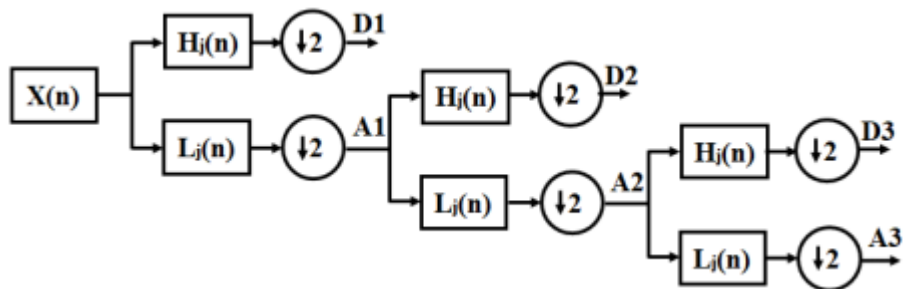 D1
Hj(n)
↓2
X(n)
D2
Hj(n)
↓2
A1
Lj(n)
↓2
D3
Hj(n)
↓2
A2
Lj(n)
↓2
A3
Lj(n)
↓2